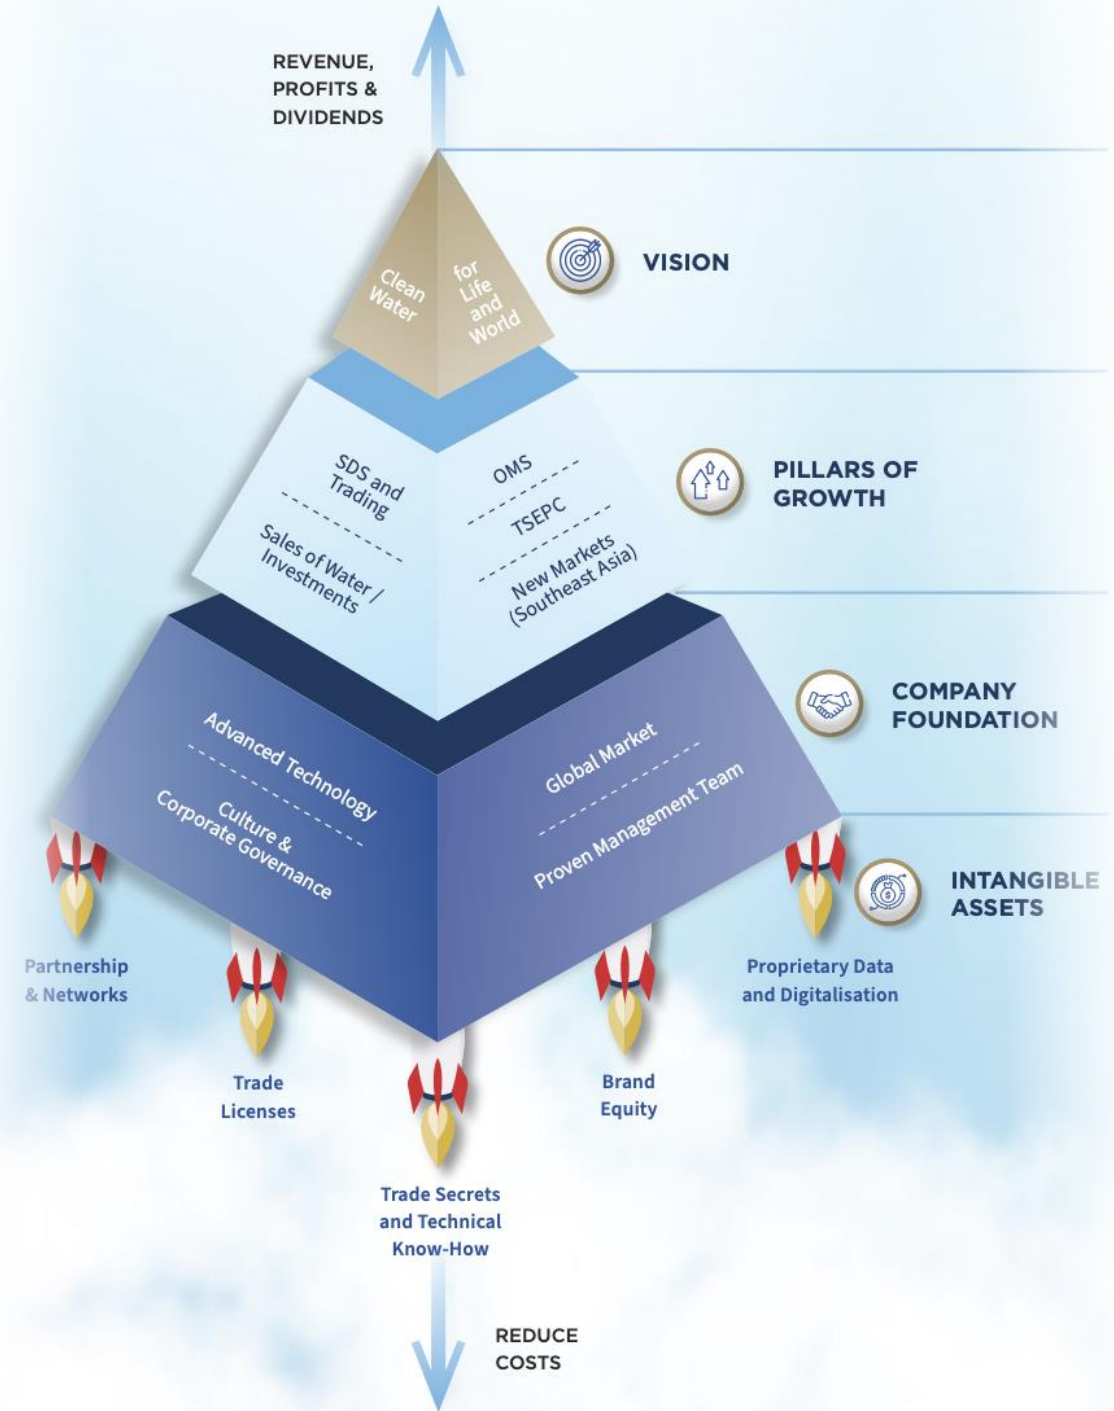 REVENUE,
PROFITS &
DIVIDENDS
Clean
Water
for
Life
and
World
VISION
SDS and
Trading
Sales of Water /
Investments
OMS
TSEPC
New Markets
(Southeast Asia)
PILLARS OF
GROWTH
Advanced Technology
Culture &
Corporate Governance
Global Market
Proven Management Team
COMPANY
FOUNDATION
INTANGIBLE
ASSETS
Partnership
& Networks
Trade
Licenses
Trade Secrets
and Technical
Know-How
Brand
Equity
Proprietary Data
and Digitalisation
REDUCE
COSTS